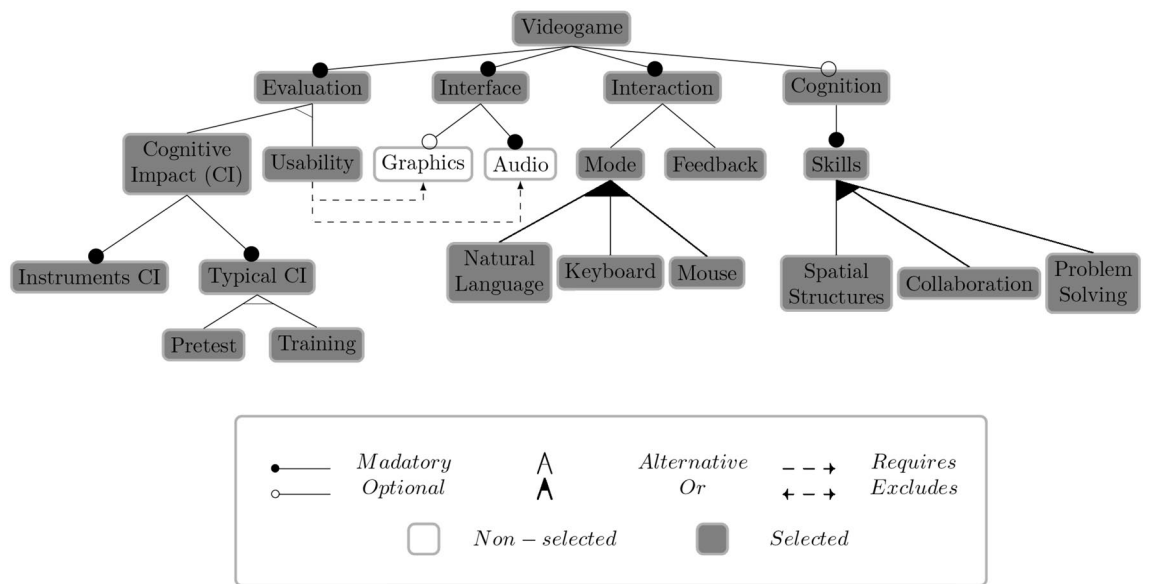 Videogame
Evaluation
Interface
Interaction
Cognition
Cognitive
Impact (CI)
Usability
Graphics
Audio
Mode
Feedback
Skills
Instruments CI
Typical CI
Natural
Language
Keyboard
Mouse
Spatial
Structures
Collaboration
Problem
Solving
Pretest
Training
Madatory
Alternative
Requires
Optional
Or
Excludes
Non - selected
Selected